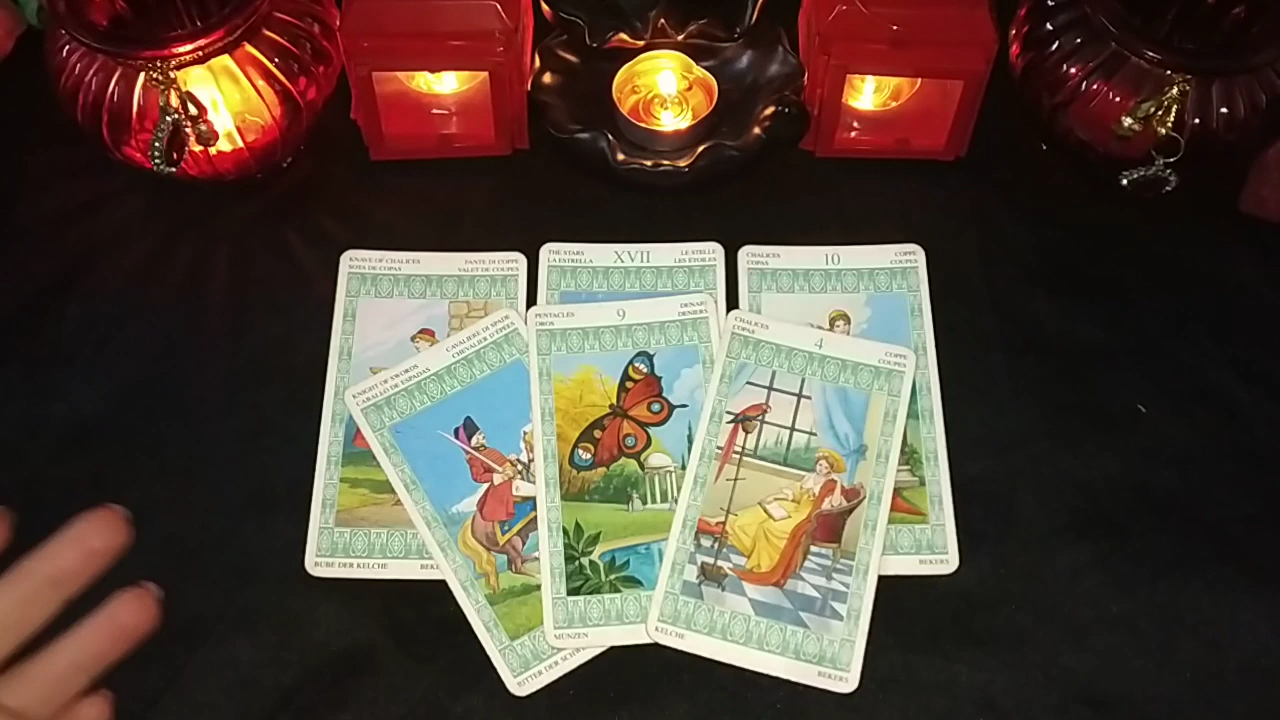 KNAVE OF CHALICES FANTE DI COPPE
SOTA DE COPAS VALET DE COUPES
THE STARS XVII LE STELLE
LA ESTRELLA LES ÉTOILES
CHALICES 10 COPPE
COPAS COUPES
KNIGHT OF SWORDS CAVALIERE DI SPADE
CABALLO DE ESPADAS CHEVALIER D'ÉPÉES
PENTACLES 9 DENARI
OROS DENIERS
CHALICES 4 COPPE
COPAS COUPES
BUBE DER KELCHE
BEKERS
RITTER DER
MÜNZEN
KELCHE BEKERS